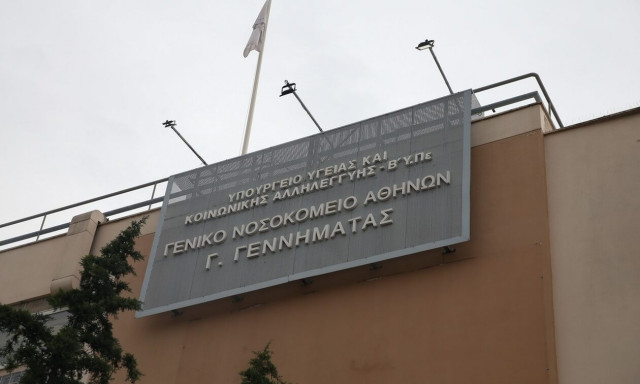 ΥΠΟΥΡΓΕΙΟ ΥΓΕΙΑΣ ΚΑΙ
ΚΟΙΝΩΝΙΚΗΣ ΑΛΛΗΛΕΓΓΥΗΣ - Β΄Υ.Πε
ΓΕΝΙΚΟ ΝΟΣΟΚΟΜΕΙΟ ΑΘΗΝΩΝ
Γ. ΓΕΝΝΗΜΑΤΑΣ